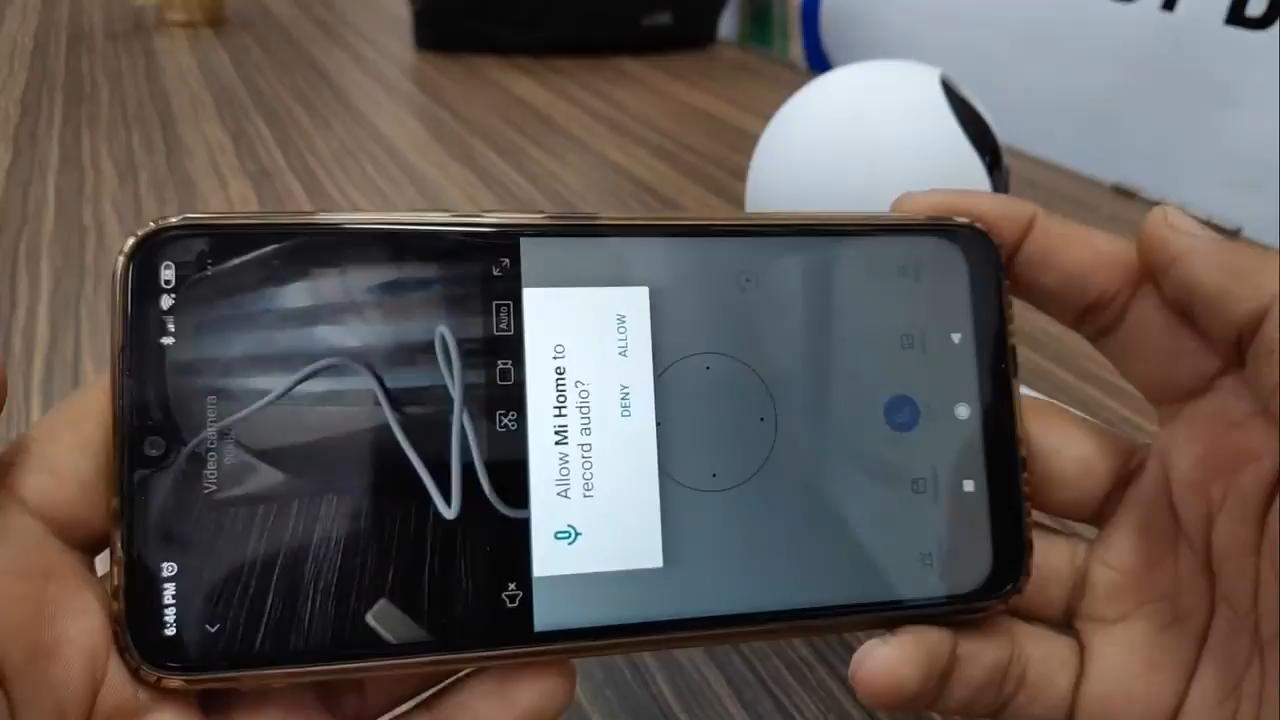 6:46 PM
Video camera
Auto
Allow Mi Home to
record audio?
DENY ALLOW